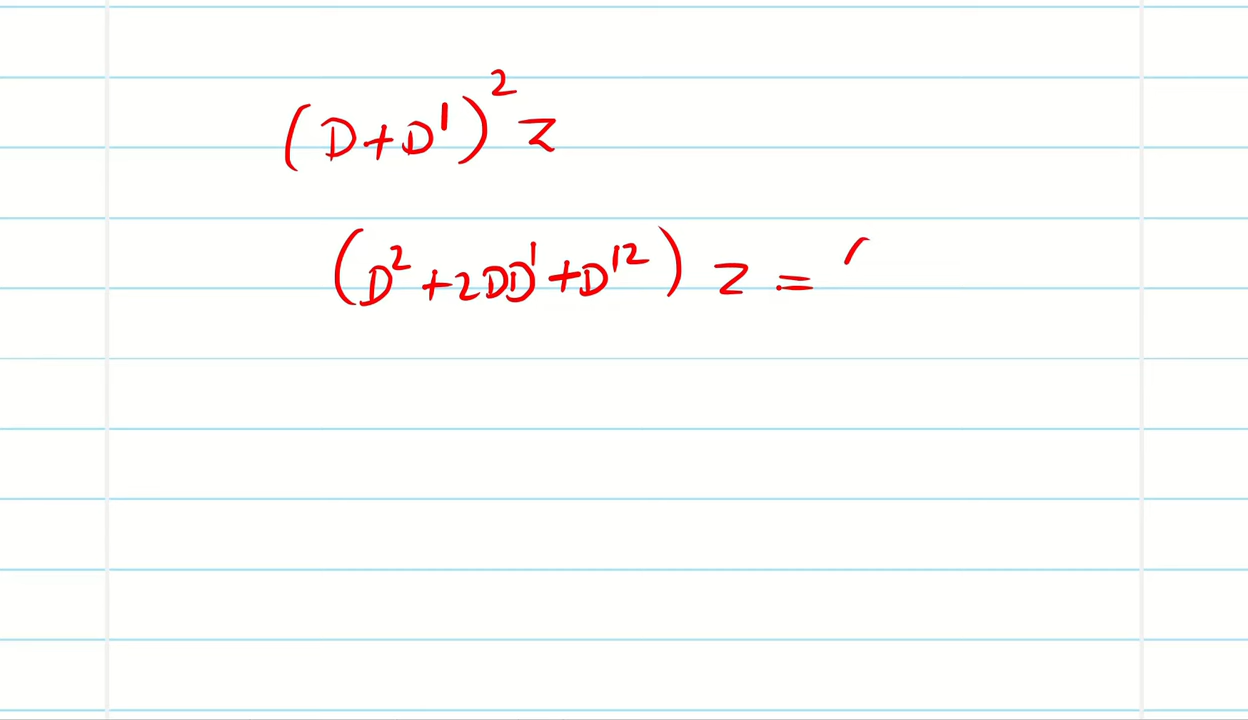 (D+D')² z
(D² + 2DD' + D'²) z =